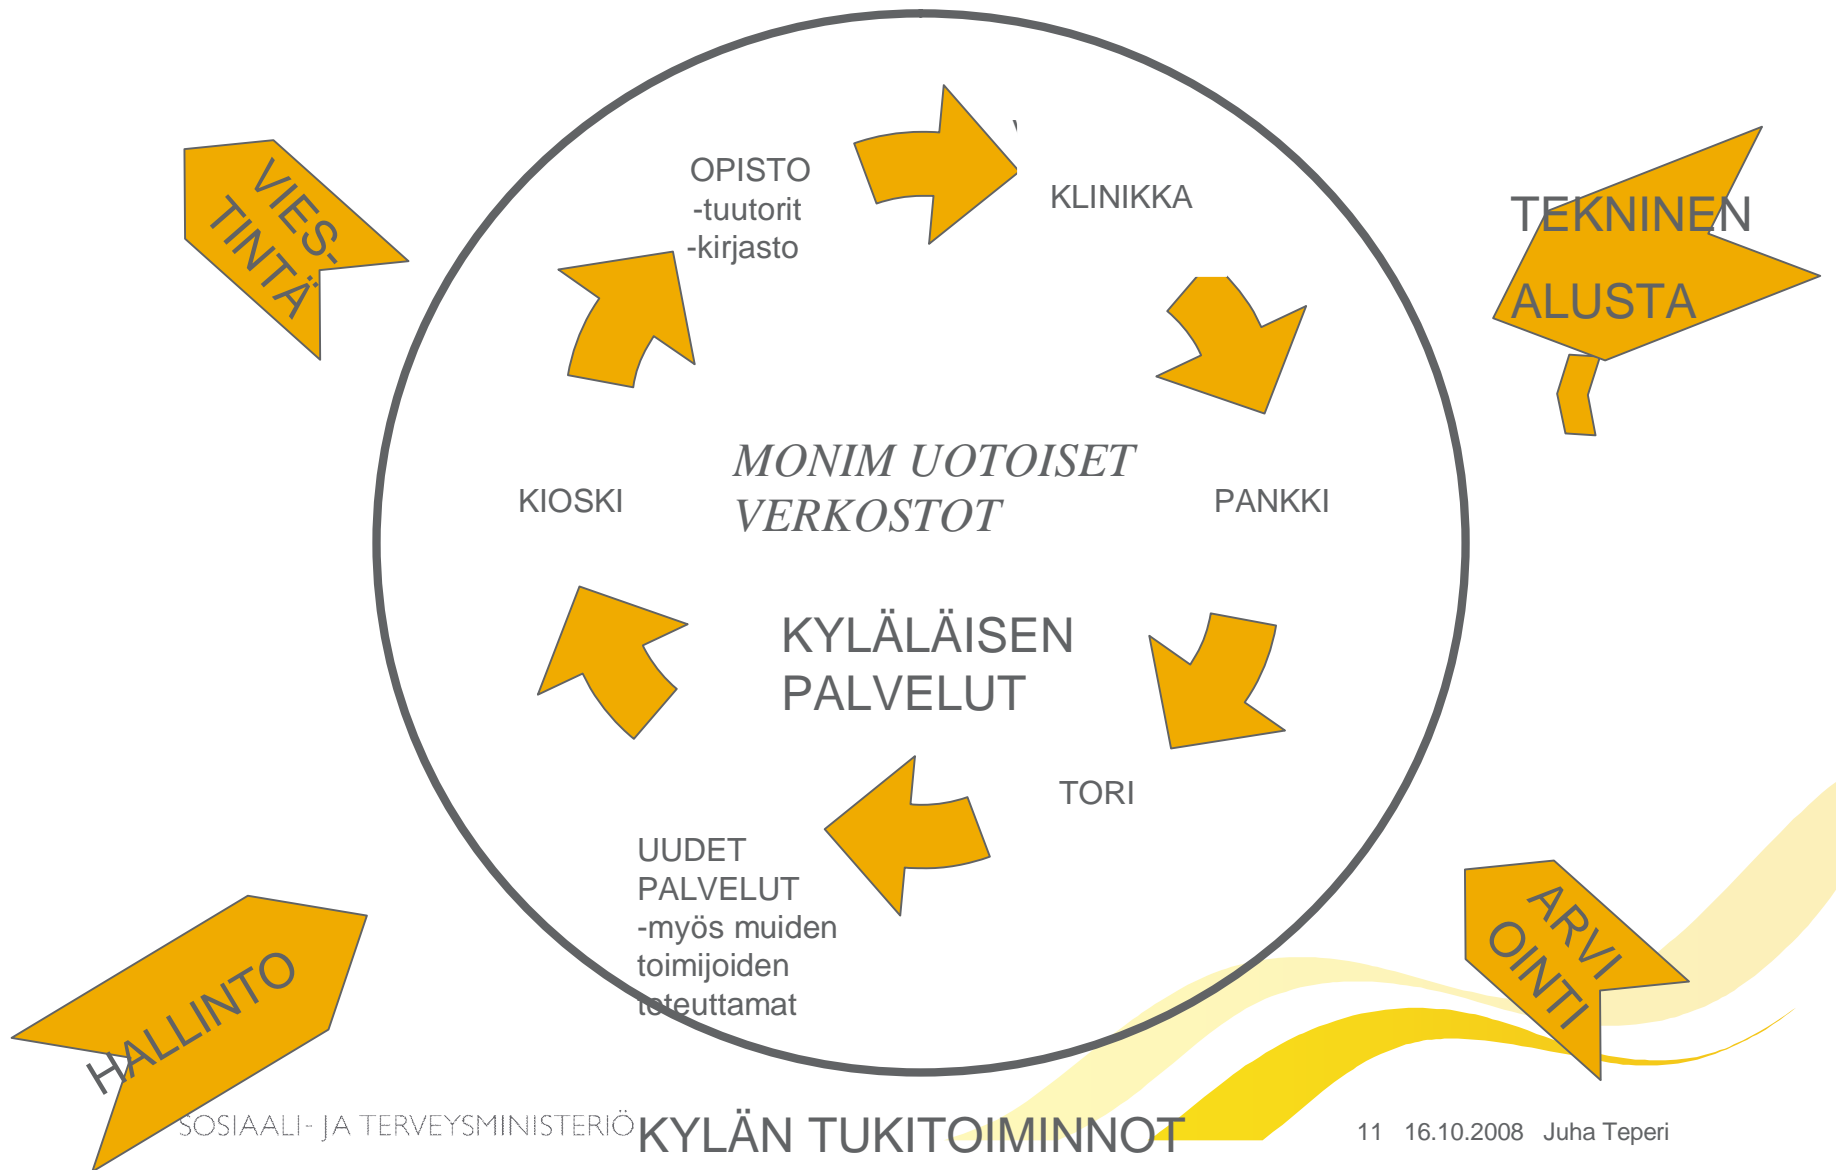 VIES-
TINTÄ
OPISTO
-tuutorit
-kirjasto
KLINIKKA
TEKNINEN
ALUSTA
KIOSKI
MONIM UOTOISET
VERKOSTOT
PANKKI
KYLÄLÄISEN
PALVELUT
TORI
UUDET
PALVELUT
-myös muiden
toimijoiden
toteuttamat
HALLINTO
ARVI
OINTI
SOSIAALI- JA TERVEYSMINISTERIÖ
KYLÄN TUKITOIMINNOT
11 16.10.2008 Juha Teperi